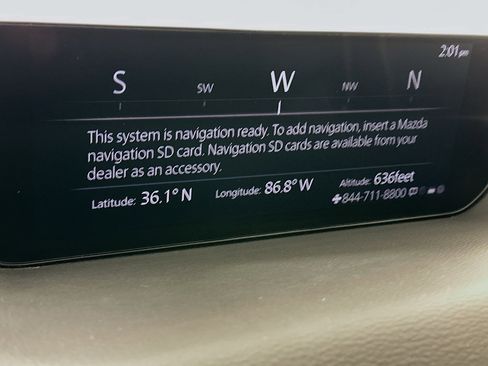 2:01 pm
S SW W NW N
This system is navigation ready. To add navigation, insert a Mazda
navigation SD card. Navigation SD cards are available from your
dealer as an accessory.
Latitude: 36.1° N Longitude: 86.8° W Altitude: 636feet
844-711-8800